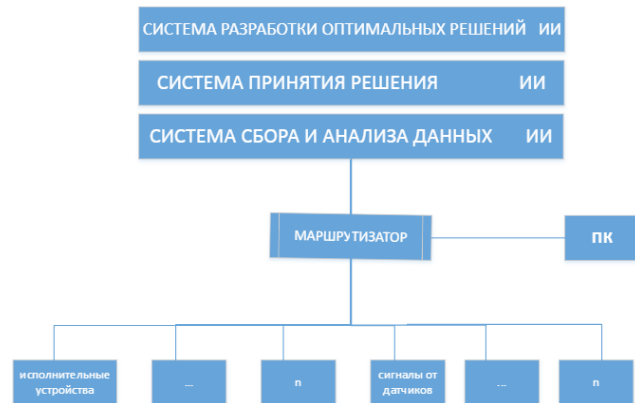 СИСТЕМА РАЗРАБОТКИ ОПТИМАЛЬНЫХ РЕШЕНИЙ ИИ
СИСТЕМА ПРИНЯТИЯ РЕШЕНИЯ ИИ
СИСТЕМА СБОРА И АНАЛИЗА ДАННЫХ ИИ
МАРШРУТИЗАТОР
ПК
исполнительные
устройства
...
n
сигналы от
датчиков
...
n